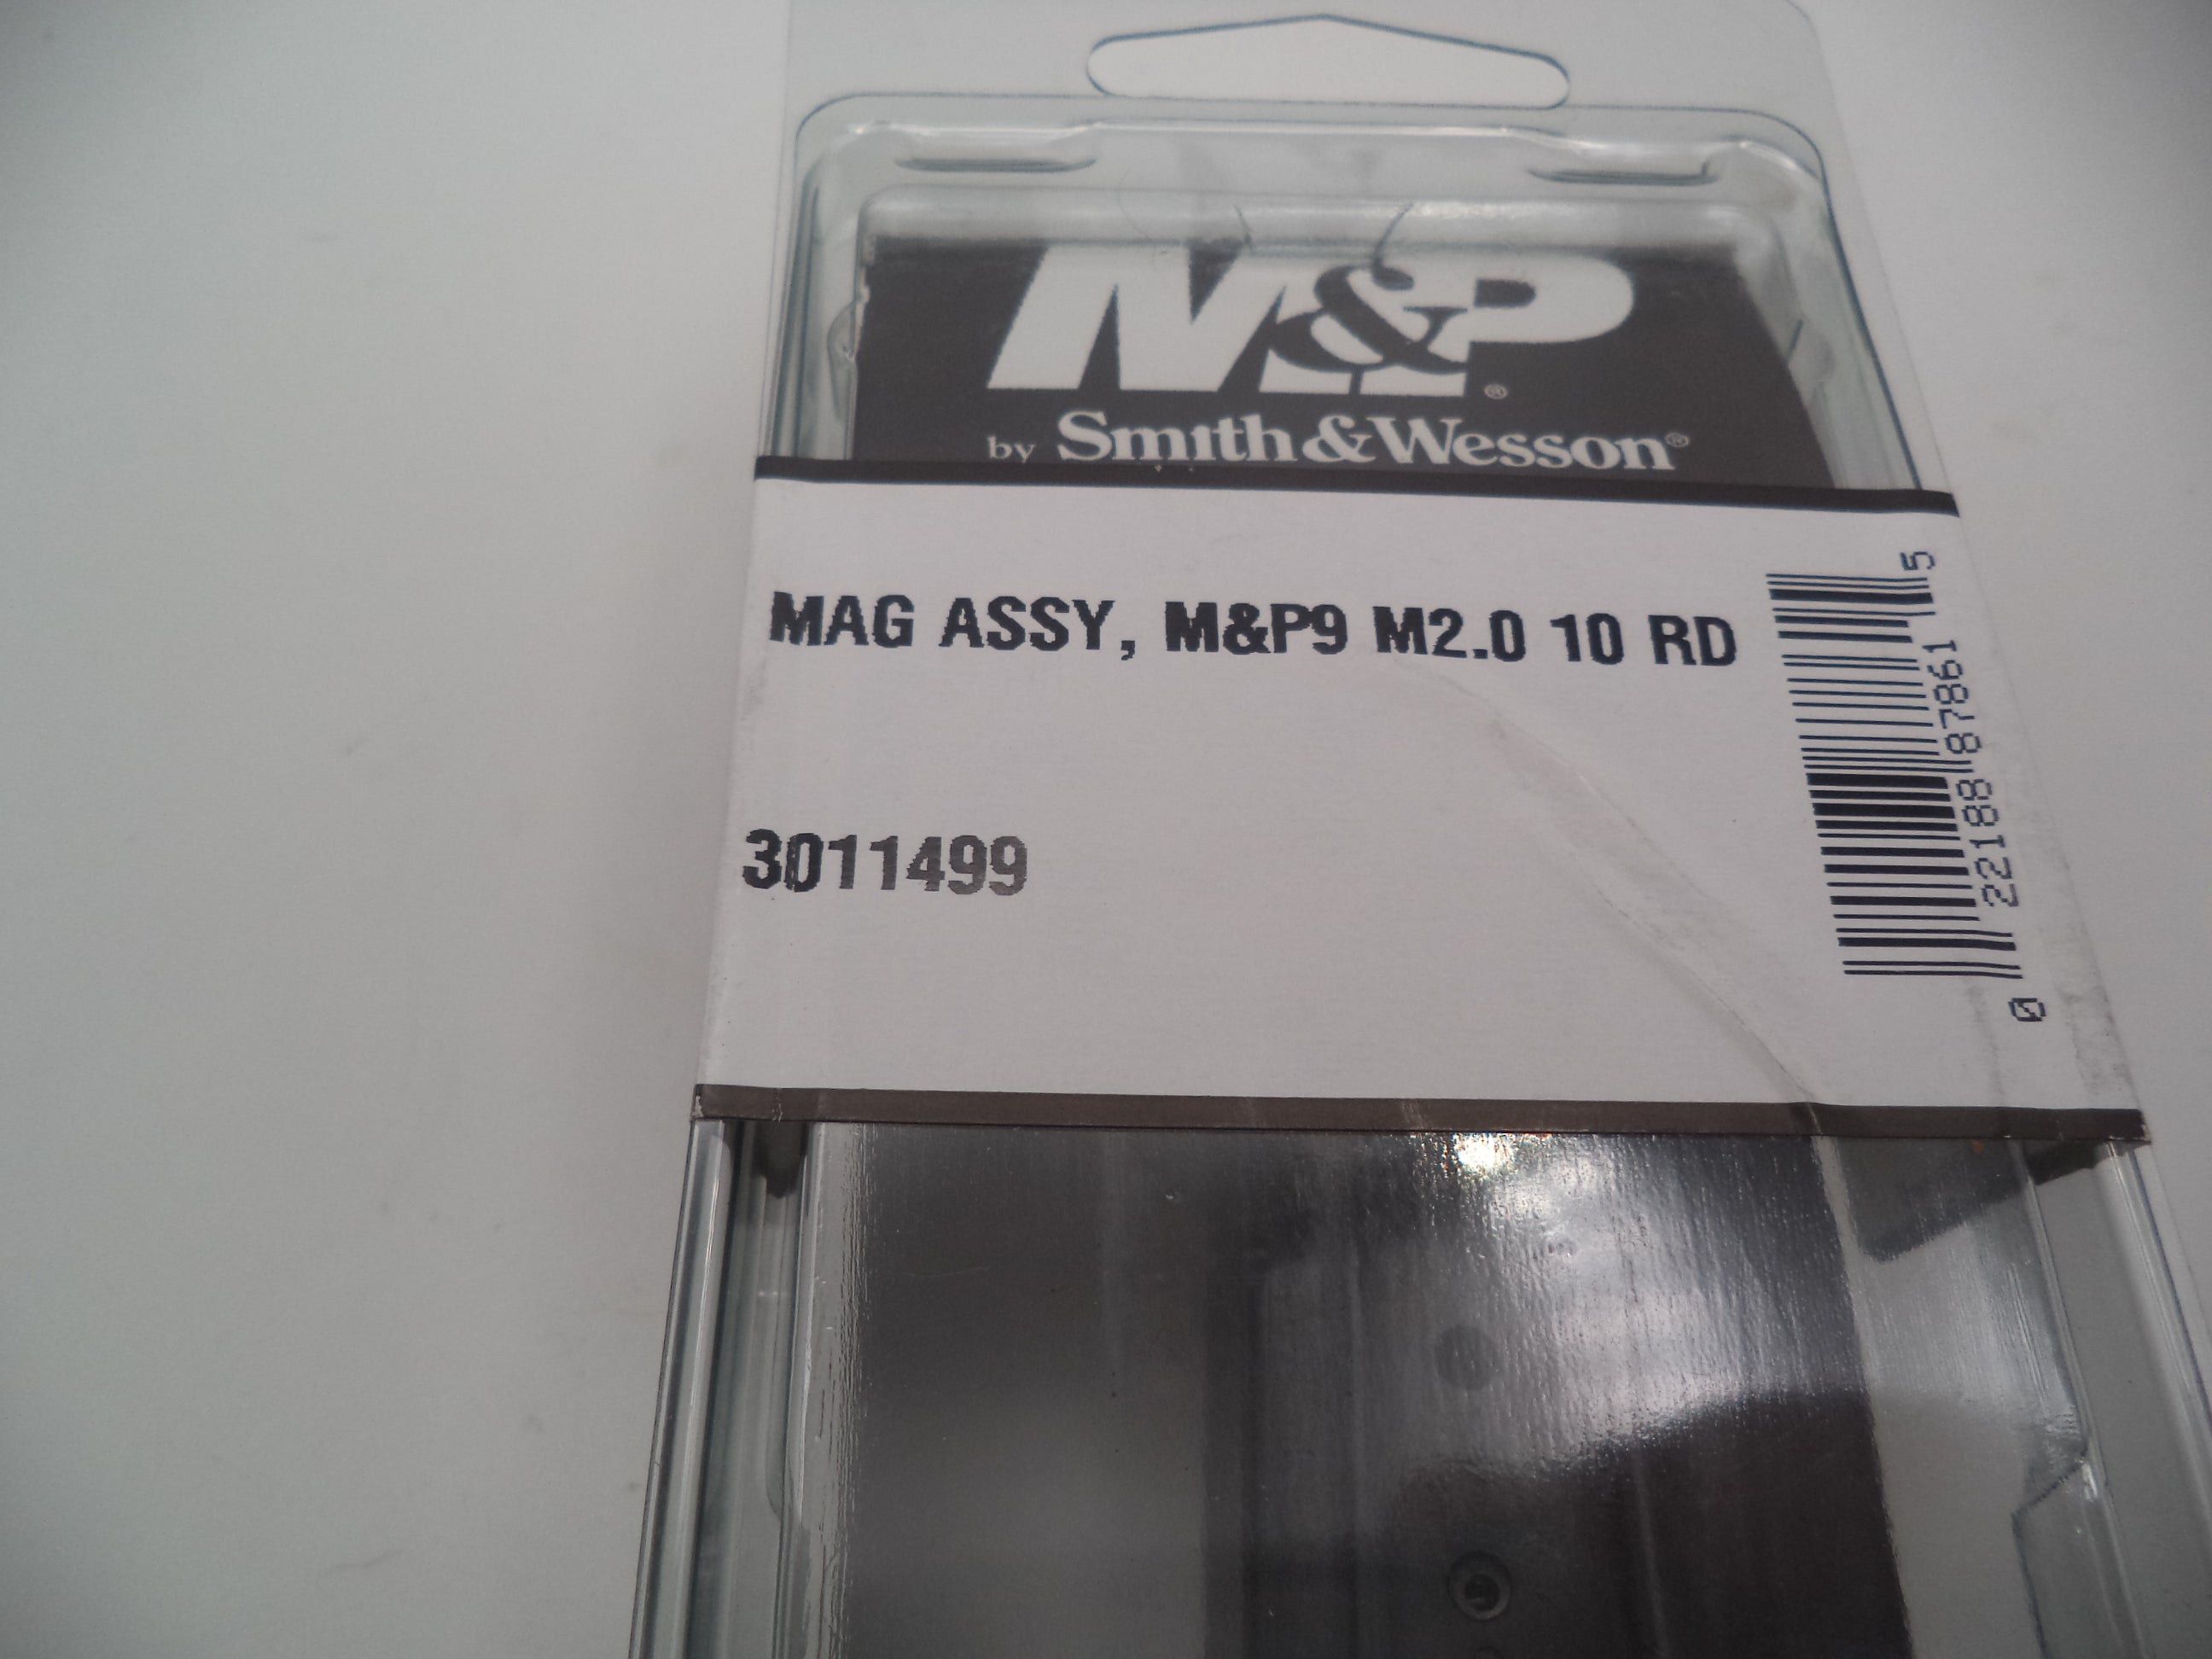 M&P®
by Smith&Wesson®
MAG ASSY, M&P9 M2.0 10 RD
3011499
0 22188 87861 5